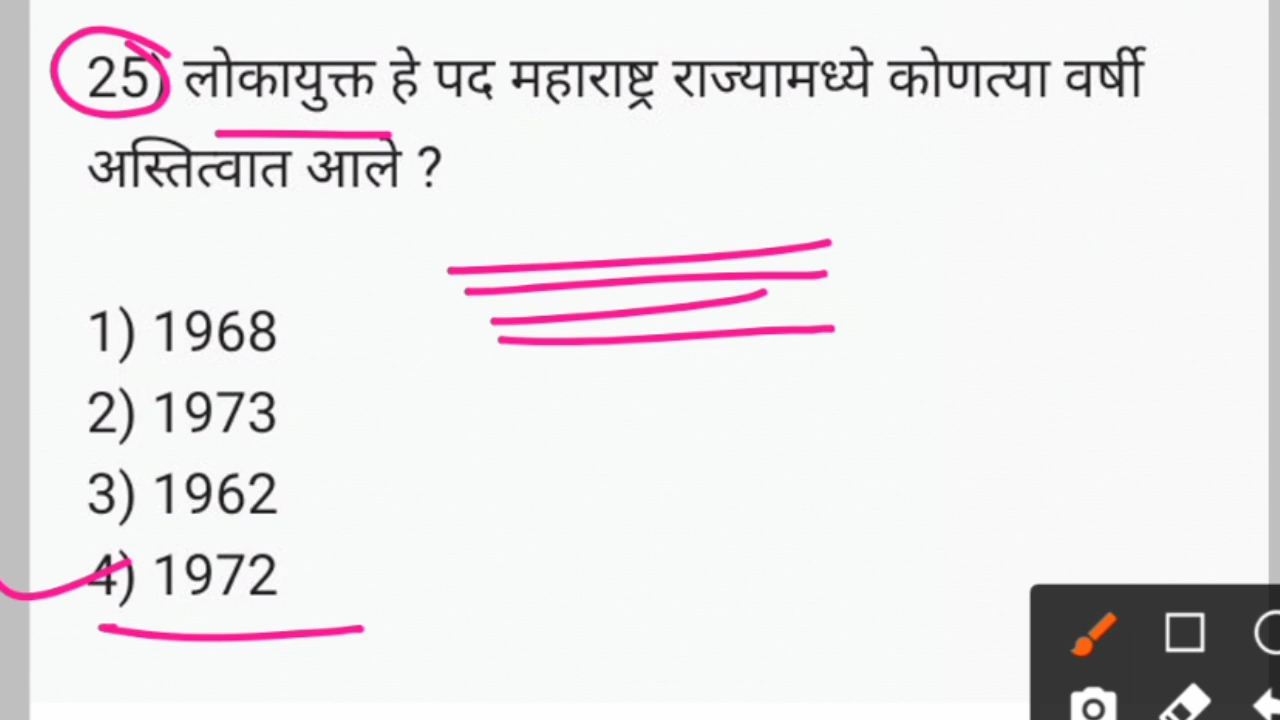 25) लोकायुक्त हे पद महाराष्ट्र राज्यामध्ये कोणत्या वर्षी
अस्तित्वात आले ?
1) 1968
2) 1973
3) 1962
4) 1972